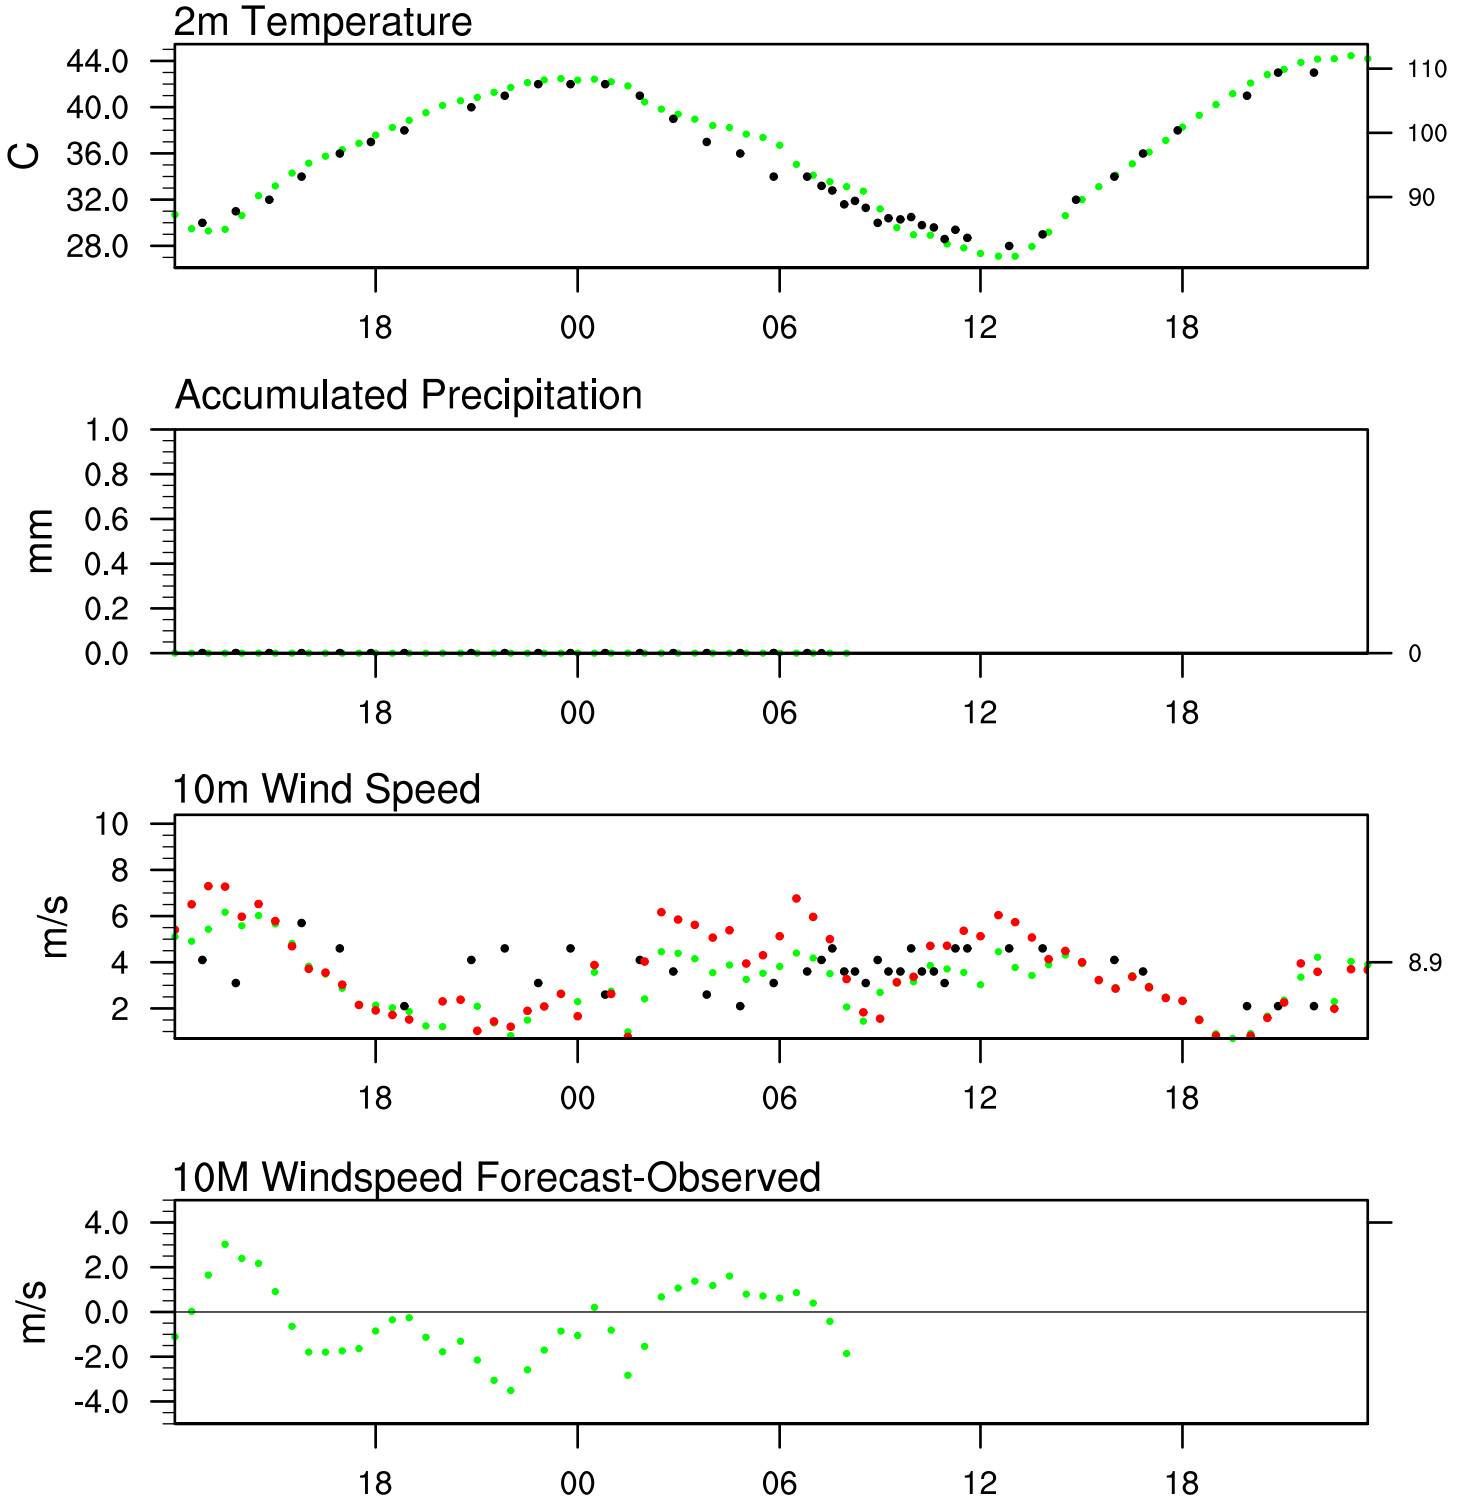 2m Temperature
44.0
40.0
36.0
32.0
28.0
C
110
100
90
18 00 06 12 18
Accumulated Precipitation
1.0
0.8
0.6
0.4
0.2
0.0
mm
0
18 00 06 12 18
10m Wind Speed
10
8
6
4
2
m/s
8.9
18 00 06 12 18
10M Windspeed Forecast-Observed
4.0
2.0
0.0
-2.0
-4.0
m/s
18 00 06 12 18